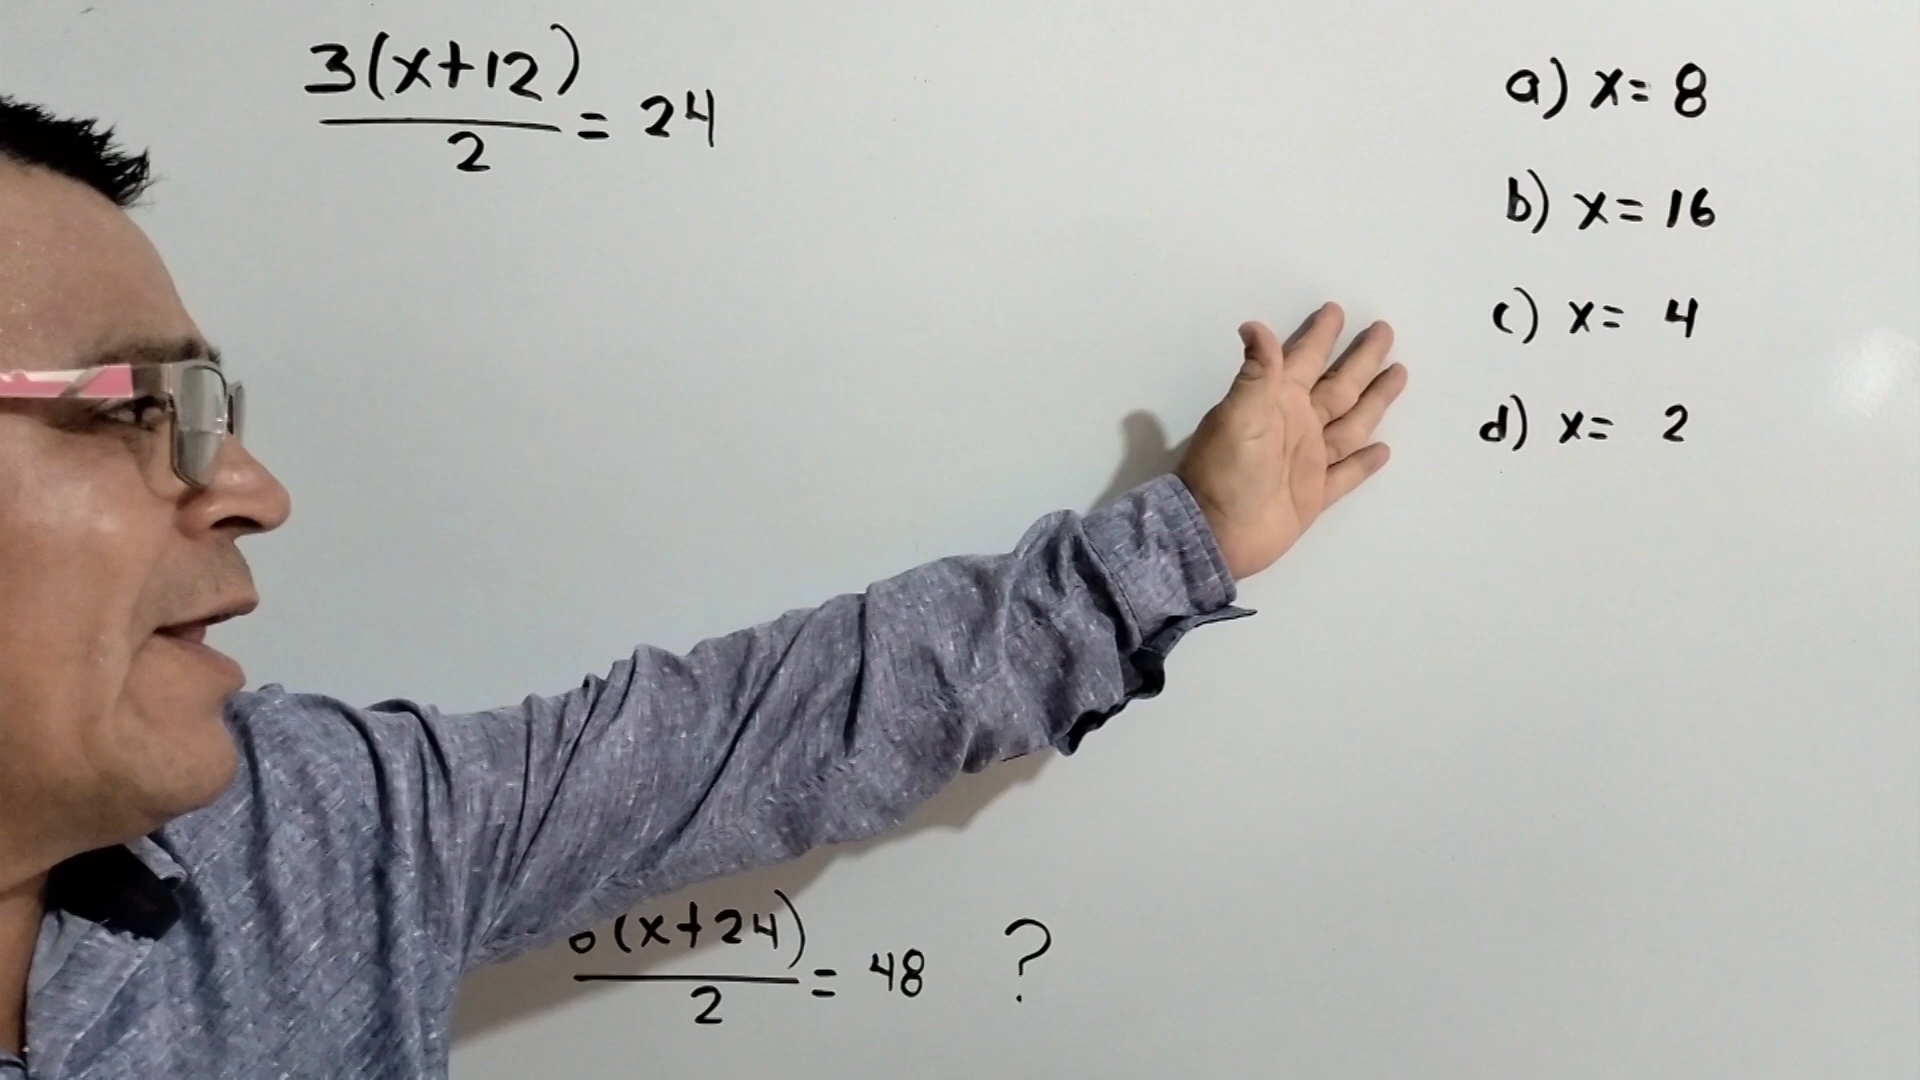 3(x+12)
2
= 24
a) x= 8
b) x= 16
c) x= 4
d) x= 2
(x+24)
2
= 48 ?